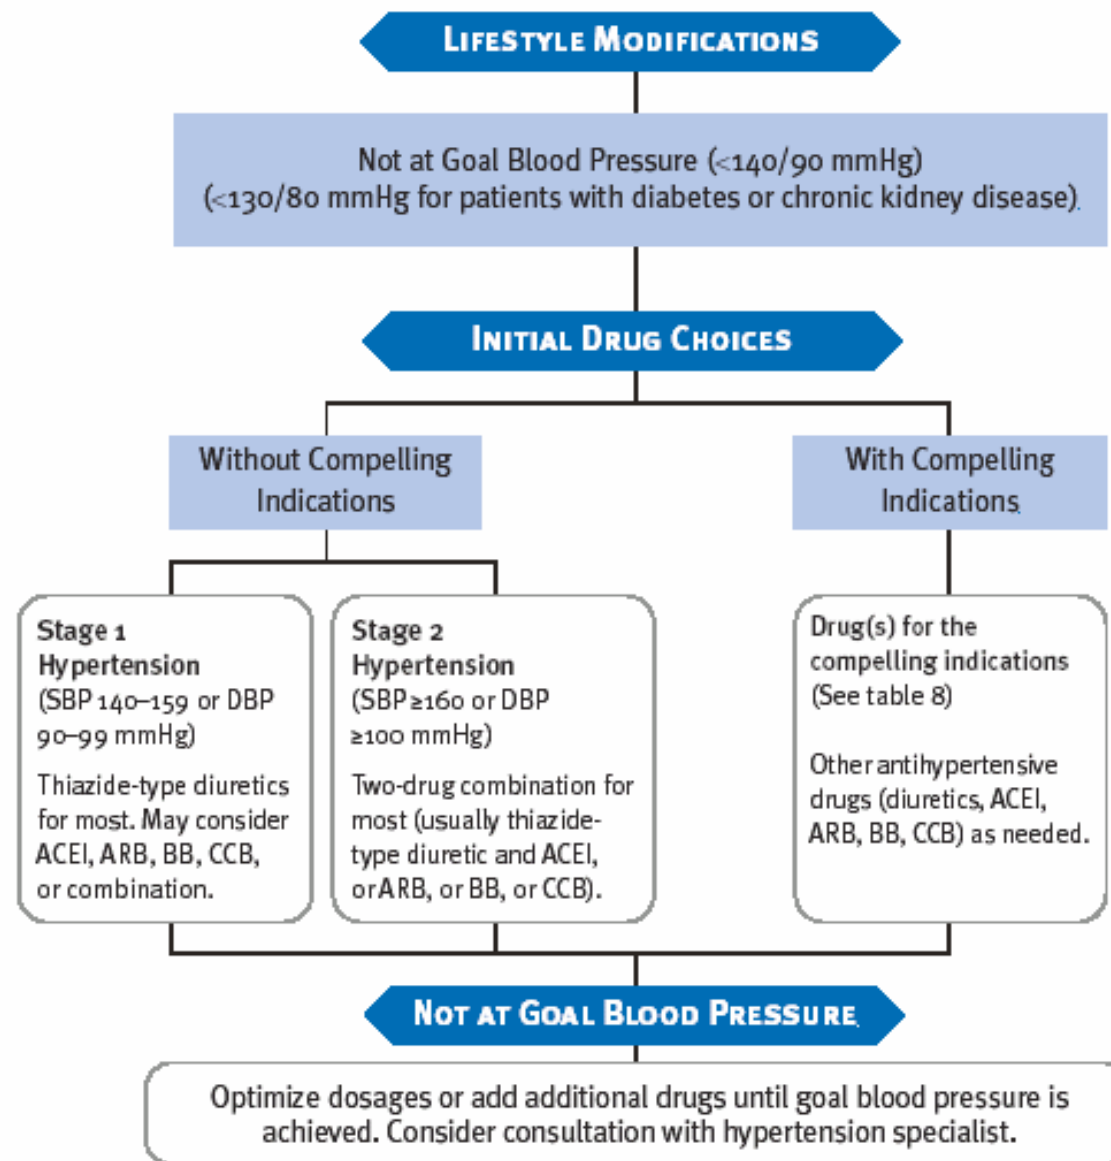 LIFESTYLE MODIFICATIONS
Not at Goal Blood Pressure (<140/90 mmHg)
(<130/80 mmHg for patients with diabetes or chronic kidney disease)
INITIAL DRUG CHOICES
Without Compelling
Indications
With Compelling
Indications
Stage 1
Hypertension
(SBP 140–159 or DBP
90–99 mmHg)
Thiazide-type diuretics
for most. May consider
ACEI, ARB, BB, CCB,
or combination.
Stage 2
Hypertension
(SBP ≥160 or DBP
≥100 mmHg)
Two-drug combination for
most (usually thiazide-
type diuretic and ACEI,
or ARB, or BB, or CCB).
Drug(s) for the
compelling indications
(See table 8)
Other antihypertensive
drugs (diuretics, ACEI,
ARB, BB, CCB) as needed.
NOT AT GOAL BLOOD PRESSURE
Optimize dosages or add additional drugs until goal blood pressure is
achieved. Consider consultation with hypertension specialist.